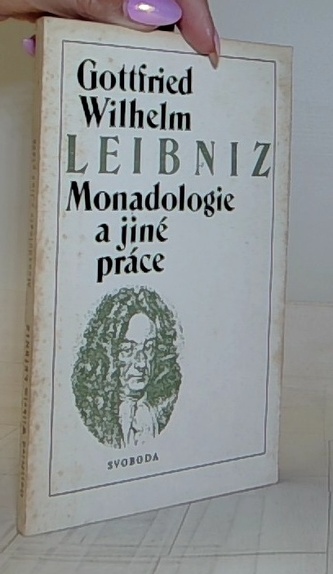 Gottfried
Wilhelm
LEIBNIZ
Monadologie
a jiné
práce
SVOBODA